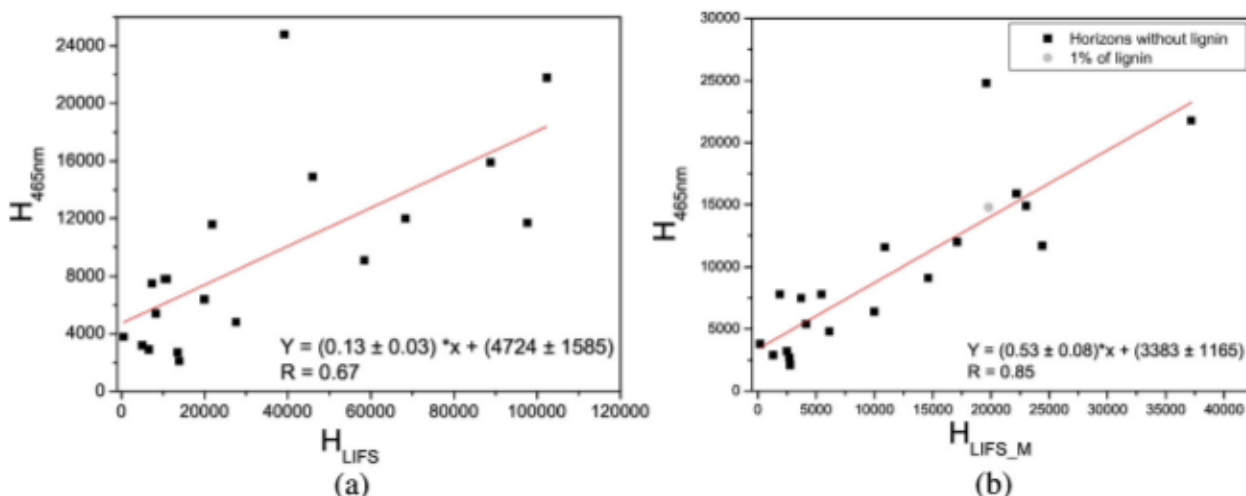 24000
20000
16000
12000
8000
4000
0
H465nm
Y = (0.13 ± 0.03) *x + (4724 ± 1585)
R = 0.67
0 20000 40000 60000 80000 100000 120000
HLIFS
(a)
30000
25000
20000
15000
10000
5000
0
H465nm
Horizons without lignin
1% of lignin
Y = (0.53 ± 0.08)*x + (3383 ± 1165)
R = 0.85
0 5000 10000 15000 20000 25000 30000 35000 40000
HLIFS_M
(b)